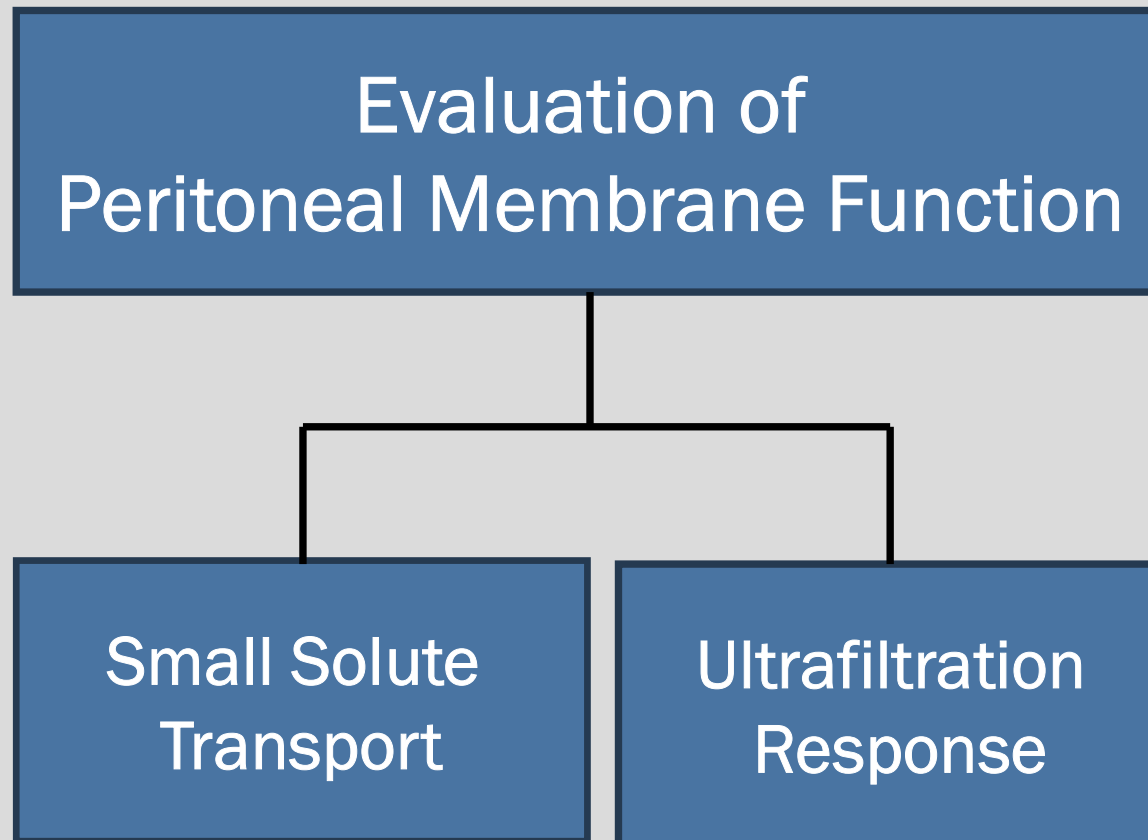 Evaluation of
Peritoneal Membrane Function
Small Solute
Transport
Ultrafiltration
Response